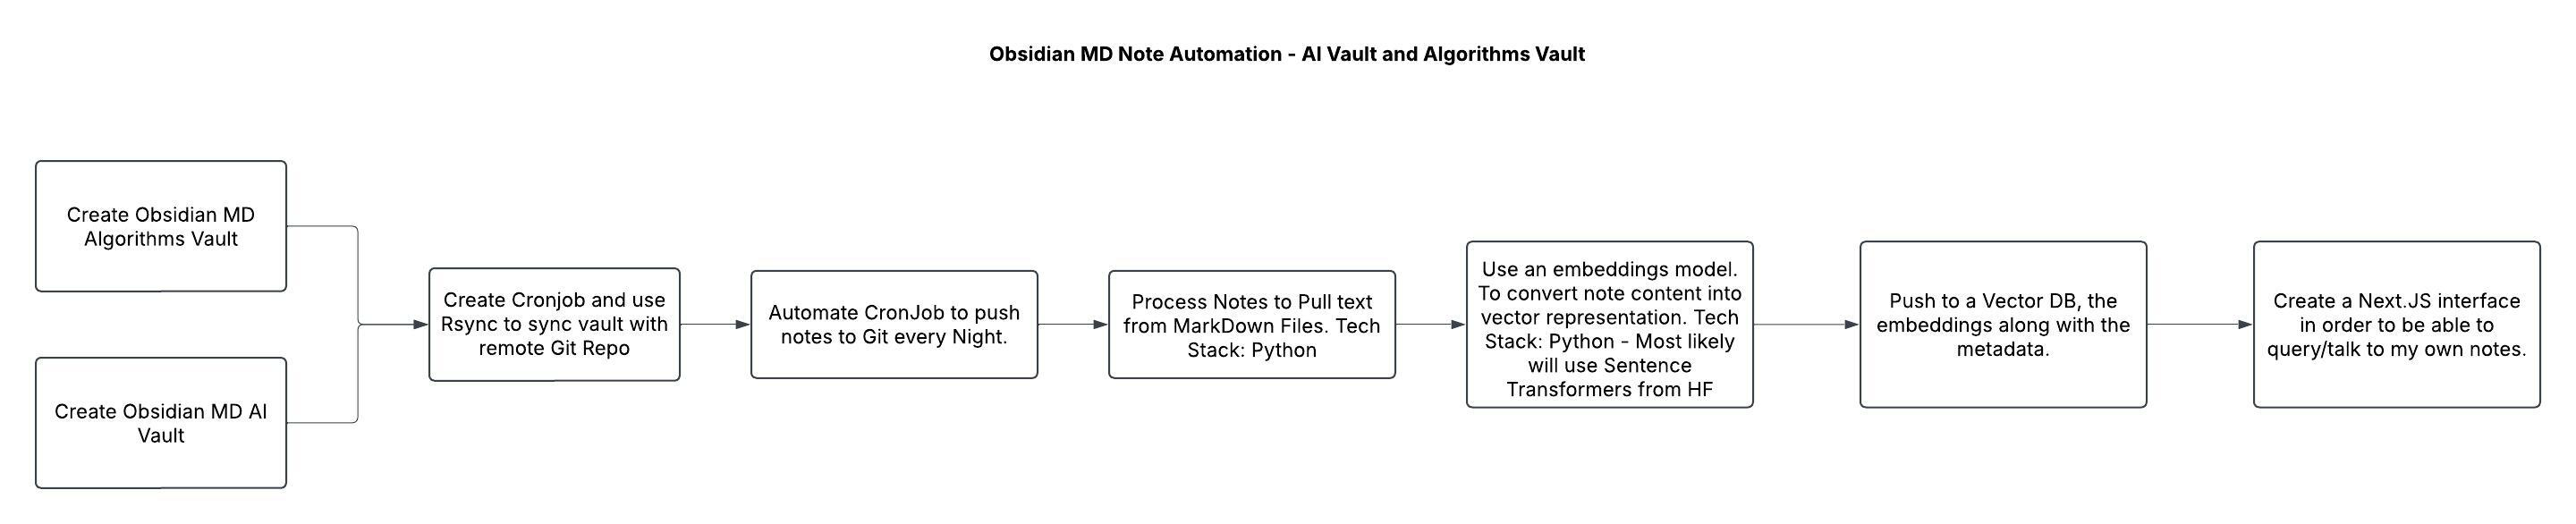 Obsidian MD Note Automation - AI Vault and Algorithms Vault
Create Obsidian MD
Algorithms Vault
Create Obsidian MD AI
Vault
Create Cronjob and use
Rsync to sync vault with
remote Git Repo
Automate CronJob to push
notes to Git every Night.
Process Notes to Pull text
from MarkDown Files. Tech
Stack: Python
Use an embeddings model.
To convert note content into
vector representation. Tech
Stack: Python - Most likely
will use Sentence
Transformers from HF
Push to a Vector DB, the
embeddings along with the
metadata.
Create a Next.JS interface
in order to be able to
query/talk to my own notes.